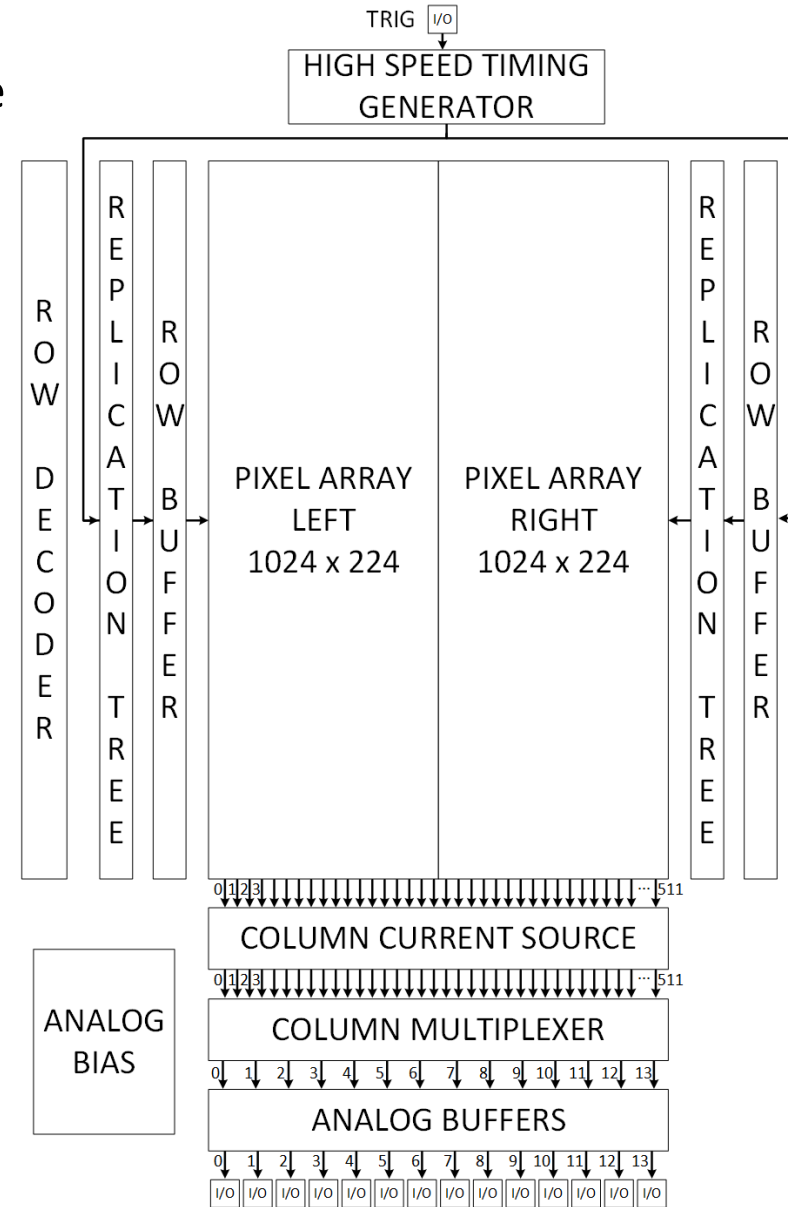 TRIG I/O
HIGH SPEED TIMING
GENERATOR
e
ROW DECODER
REPLICATION TREE
ROW BUFFER
PIXEL ARRAY
LEFT
1024 x 224
PIXEL ARRAY
RIGHT
1024 x 224
REPLICATION TREE
ROW BUFFER
0 1 2 3 ... 511
COLUMN CURRENT SOURCE
0 1 2 3 ... 511
ANALOG
BIAS
COLUMN MULTIPLEXER
0 1 2 3 4 5 6 7 8 9 10 11 12 13
ANALOG BUFFERS
0 1 2 3 4 5 6 7 8 9 10 11 12 13
I/O I/O I/O I/O I/O I/O I/O I/O I/O I/O I/O I/O I/O I/O